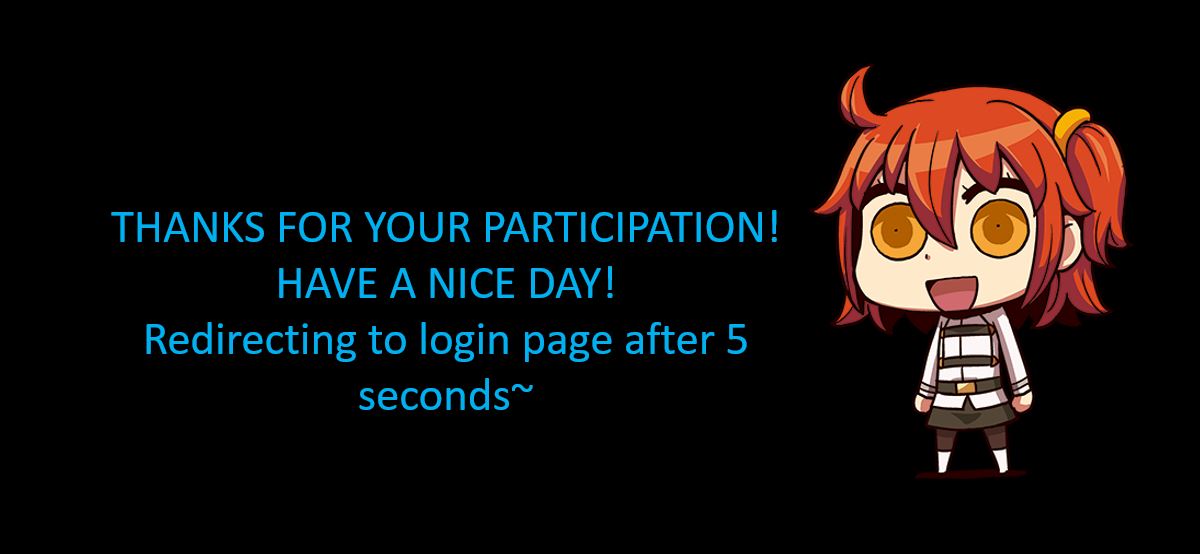 THANKS FOR YOUR PARTICIPATION!
HAVE A NICE DAY!
Redirecting to login page after 5
seconds~